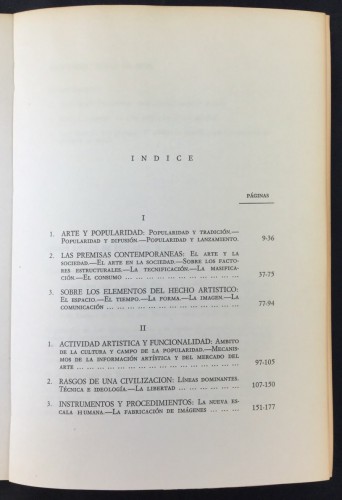 INDICE
PÁGINAS
I
1. ARTE Y POPULARIDAD: Popularidad y tradición.—
Popularidad y difusión.—Popularidad y lanzamiento. 9-36
2. LAS PREMISAS CONTEMPORANEAS: El arte y la
sociedad.—El arte en la sociedad.—Sobre los facto-
res estructurales.—La tecnificación.—La masifica-
ción.—El consumo ... 37-75
3. SOBRE LOS ELEMENTOS DEL HECHO ARTISTICO:
El espacio.—El tiempo.—La forma.—La imagen.—La
comunicación ... 77-94
II
1. ACTIVIDAD ARTISTICA Y FUNCIONALIDAD: Ámbito
de la cultura y campo de la popularidad.—Mecanis-
mos de la información artística y del mercado del
arte ... 97-105
2. RASGOS DE UNA CIVILIZACION: Líneas dominantes.
Técnica e ideología.—La libertad ... 107-150
3. INSTRUMENTOS Y PROCEDIMIENTOS: La nueva es-
cala humana.—La fabricación de imágenes ... 151-177